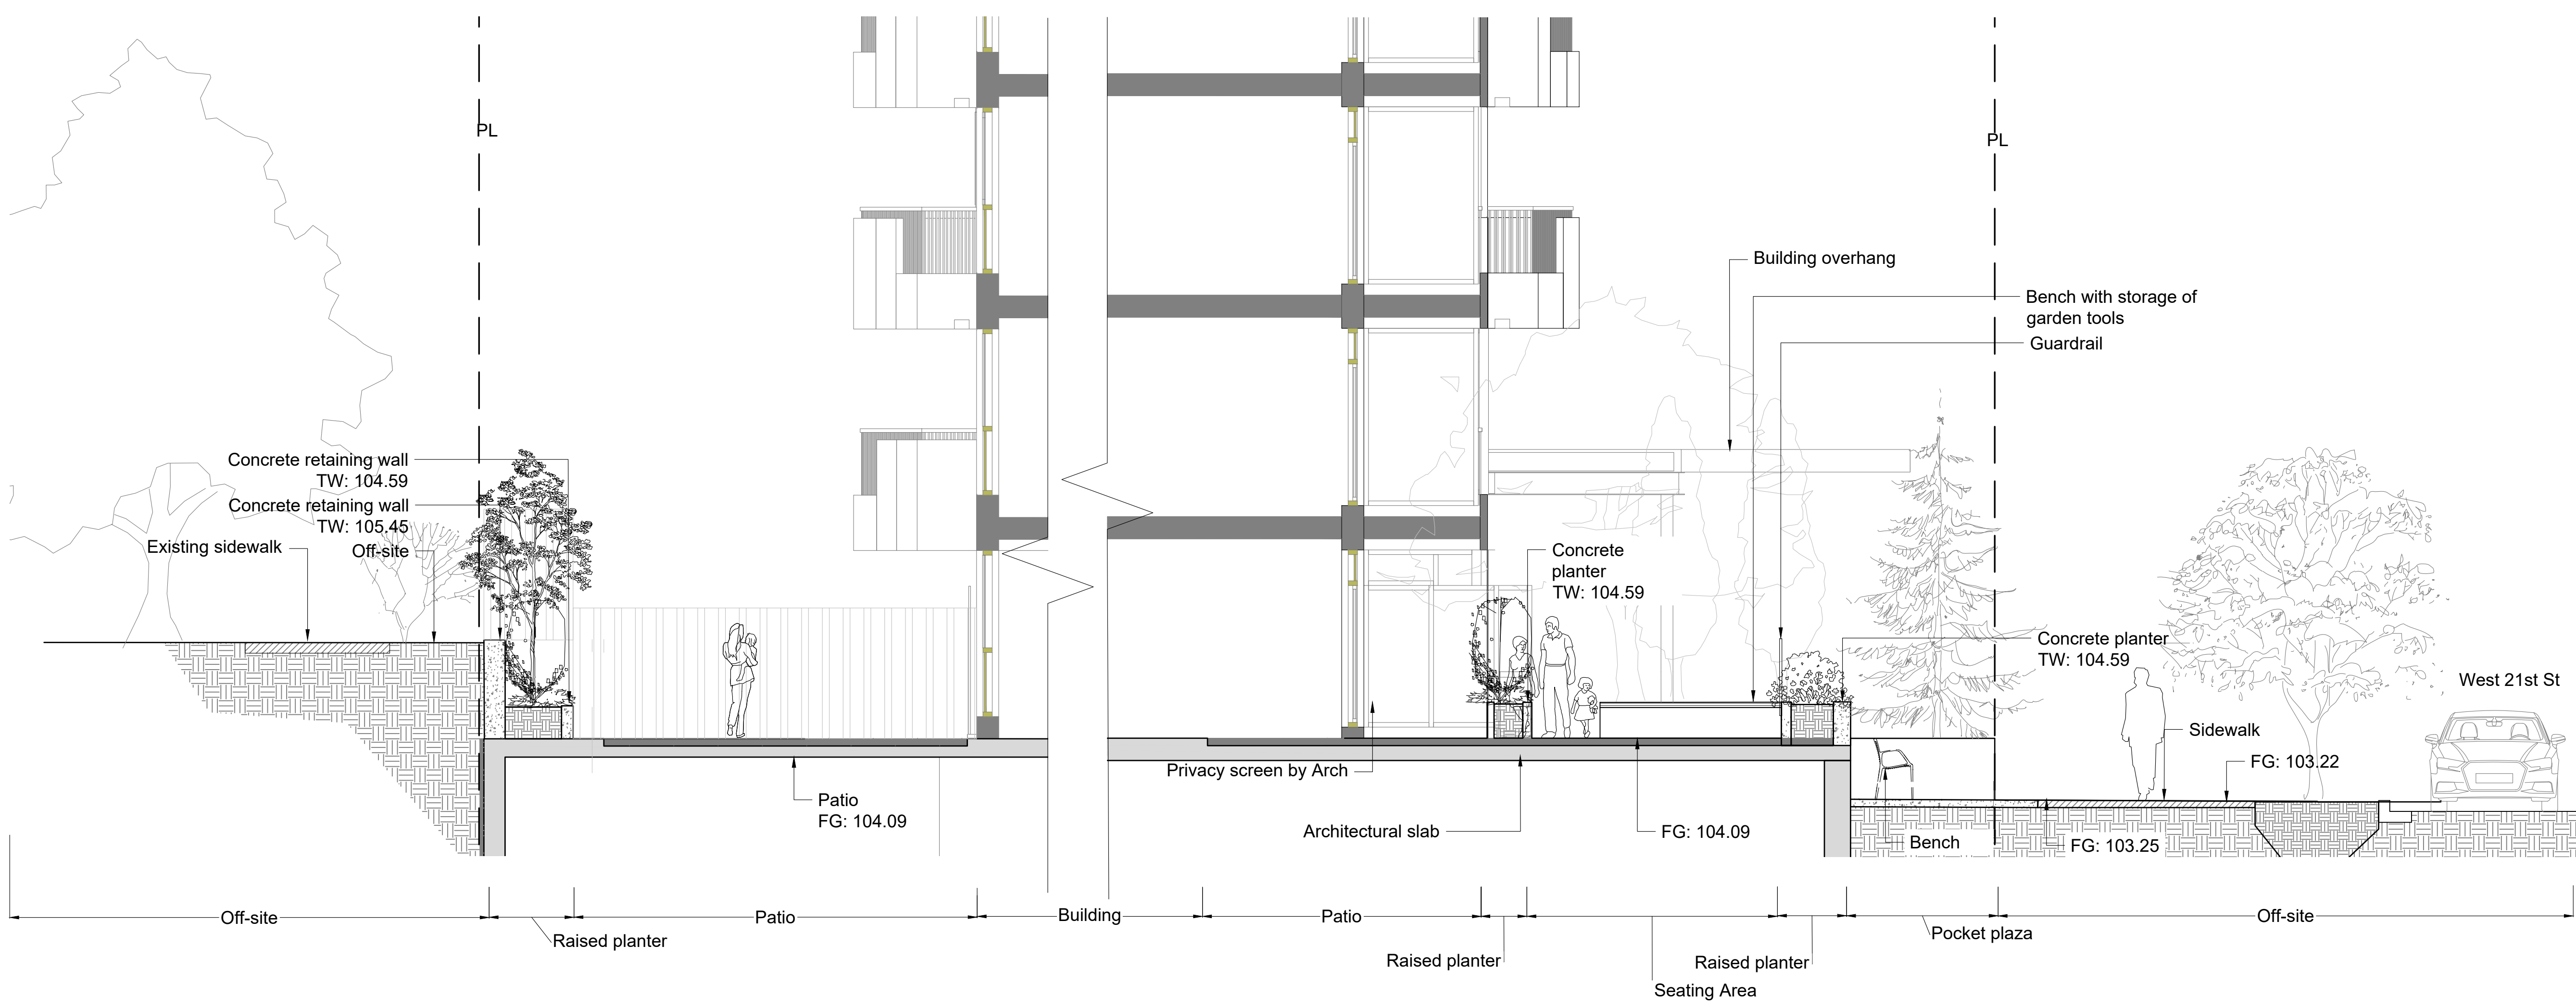 PL
PL
Building overhang
Bench with storage of
garden tools
Guardrail
Concrete retaining wall
TW: 104.59
Concrete retaining wall
TW: 105.45
Off-site
Existing sidewalk
Concrete
planter
TW: 104.59
Concrete planter
TW: 104.59
West 21st St
Sidewalk
FG: 103.22
Privacy screen by Arch
Patio
FG: 104.09
Architectural slab
FG: 104.09
Bench
FG: 103.25
Off-site
Patio
Building
Patio
Off-site
Raised planter
Pocket plaza
Raised planter
Raised planter
Seating Area